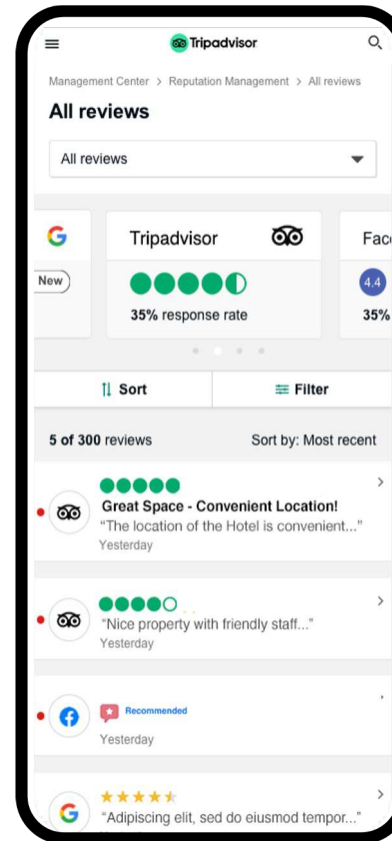 Tripadvisor
Management Center > Reputation Management > All reviews
All reviews
All reviews
New
Tripadvisor
35% response rate
Fac
4.4
35%
Sort
Filter
5 of 300 reviews
Sort by: Most recent
Great Space - Convenient Location!
“The location of the Hotel is convenient...”
Yesterday
“Nice property with friendly staff...”
Yesterday
Recommended
Yesterday
“Adipiscing elit, sed do eiusmod tempor...”